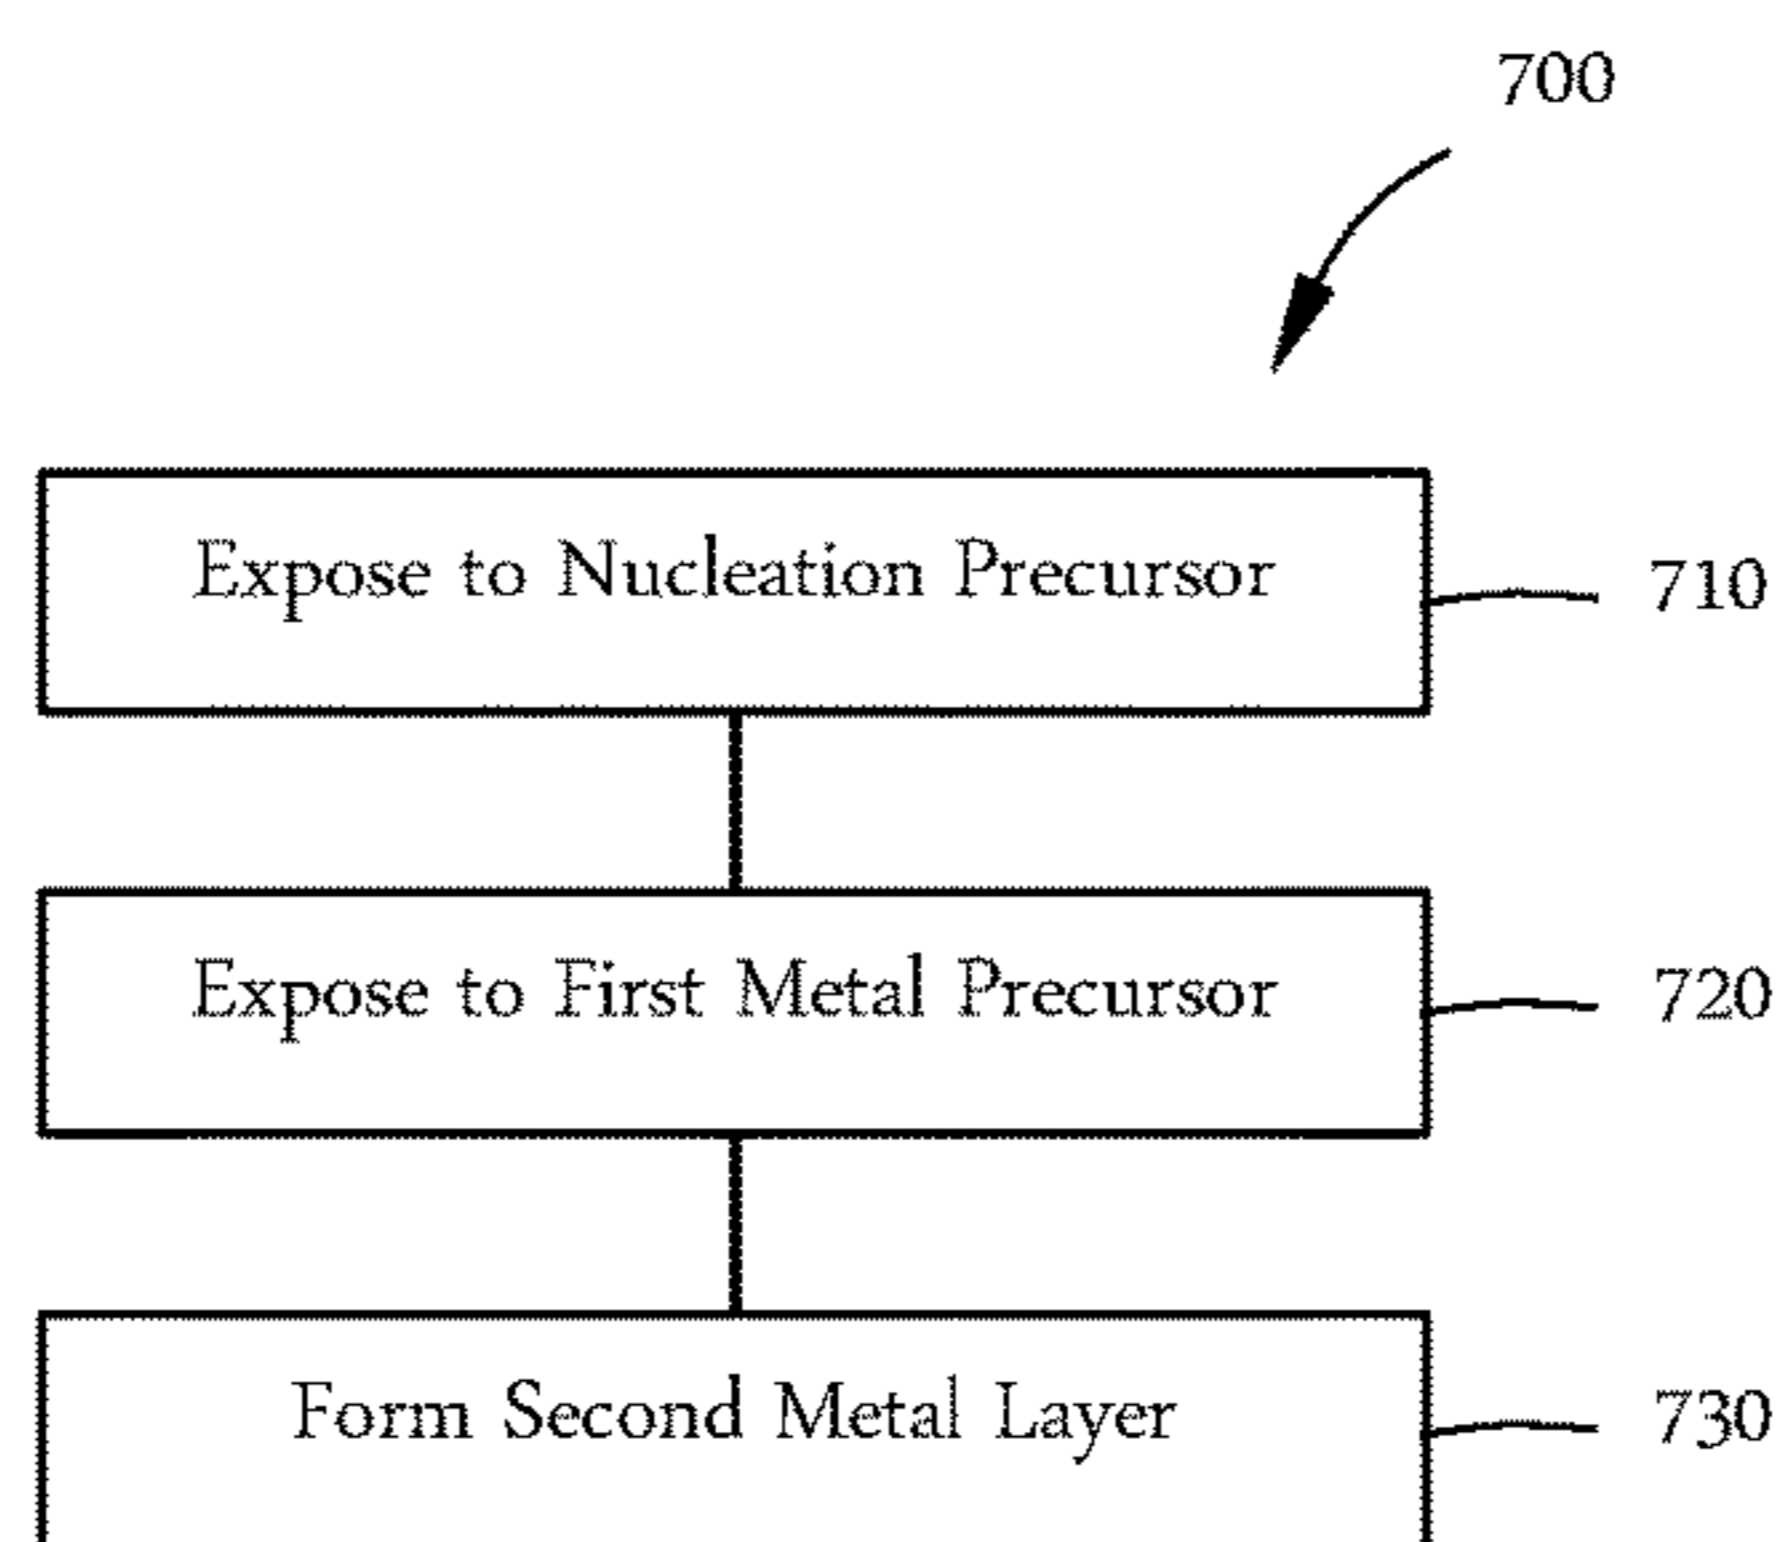 700
Expose to Nucleation Precursor
710
Expose to First Metal Precursor
720
Form Second Metal Layer
730